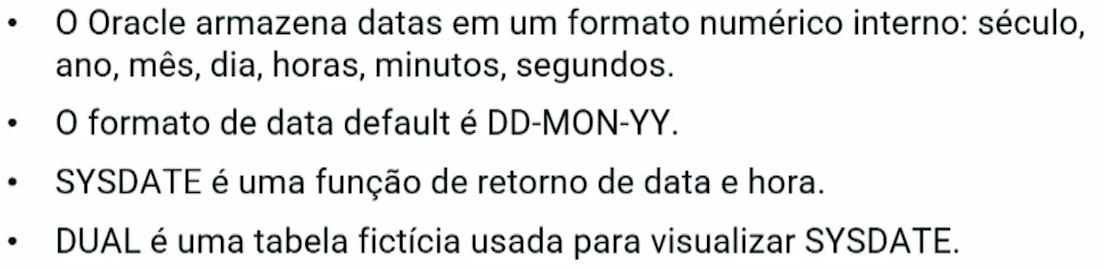 • O Oracle armazena datas em um formato numérico interno: século,
ano, mês, dia, horas, minutos, segundos.
• O formato de data default é DD-MON-YY.
• SYSDATE é uma função de retorno de data e hora.
• DUAL é uma tabela fictícia usada para visualizar SYSDATE.